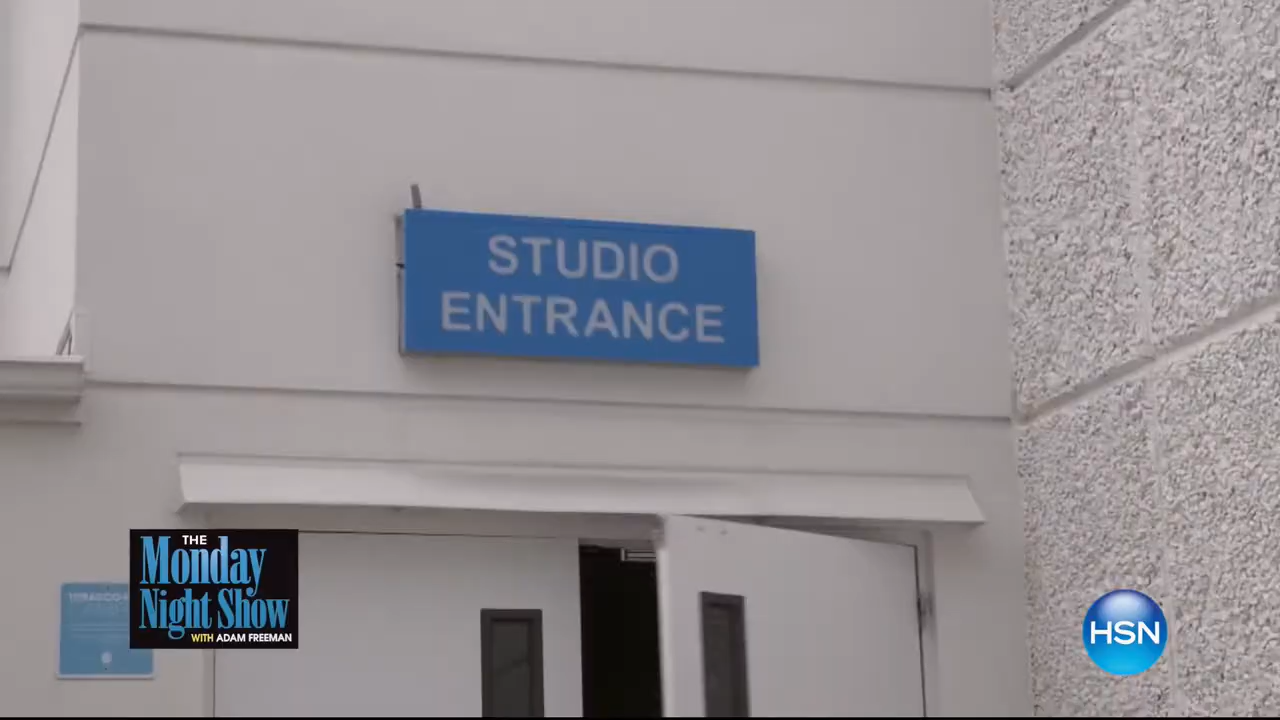 STUDIO
ENTRANCE
THE
Monday
Night Show
WITH ADAM FREEMAN
HSN